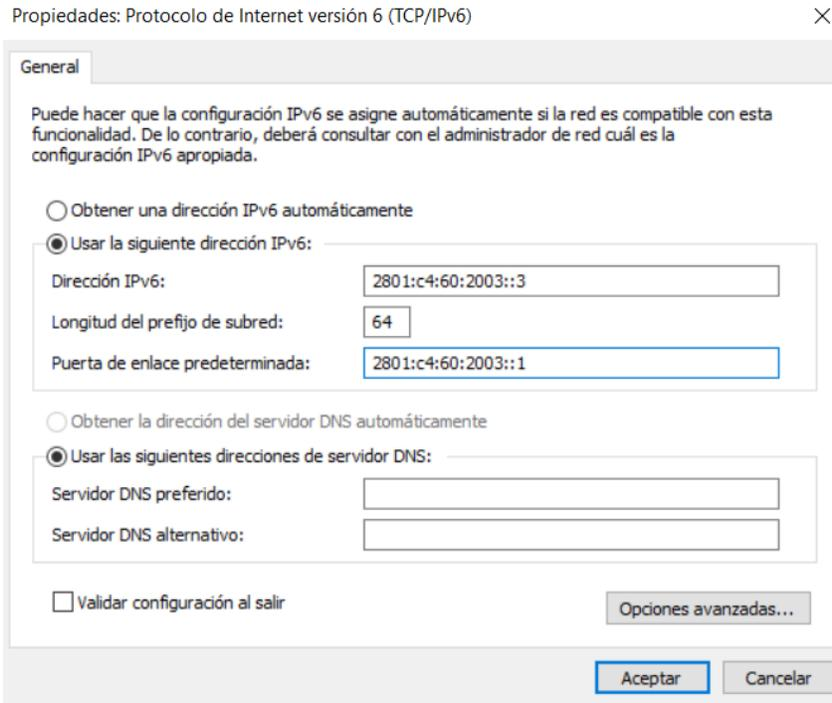 Propiedades: Protocolo de Internet versión 6 (TCP/IPv6)
General
Puede hacer que la configuración IPv6 se asigne automáticamente si la red es compatible con esta
funcionalidad. De lo contrario, deberá consultar con el administrador de red cuál es la
configuración IPv6 apropiada.
Obtener una dirección IPv6 automáticamente
Usar la siguiente dirección IPv6:
Dirección IPv6: 2801:c4:60:2003::3
Longitud del prefijo de subred: 64
Puerta de enlace predeterminada: 2801:c4:60:2003::1
Obtener la dirección del servidor DNS automáticamente
Usar las siguientes direcciones de servidor DNS:
Servidor DNS preferido:
Servidor DNS alternativo:
Validar configuración al salir
Opciones avanzadas...
Aceptar Cancelar